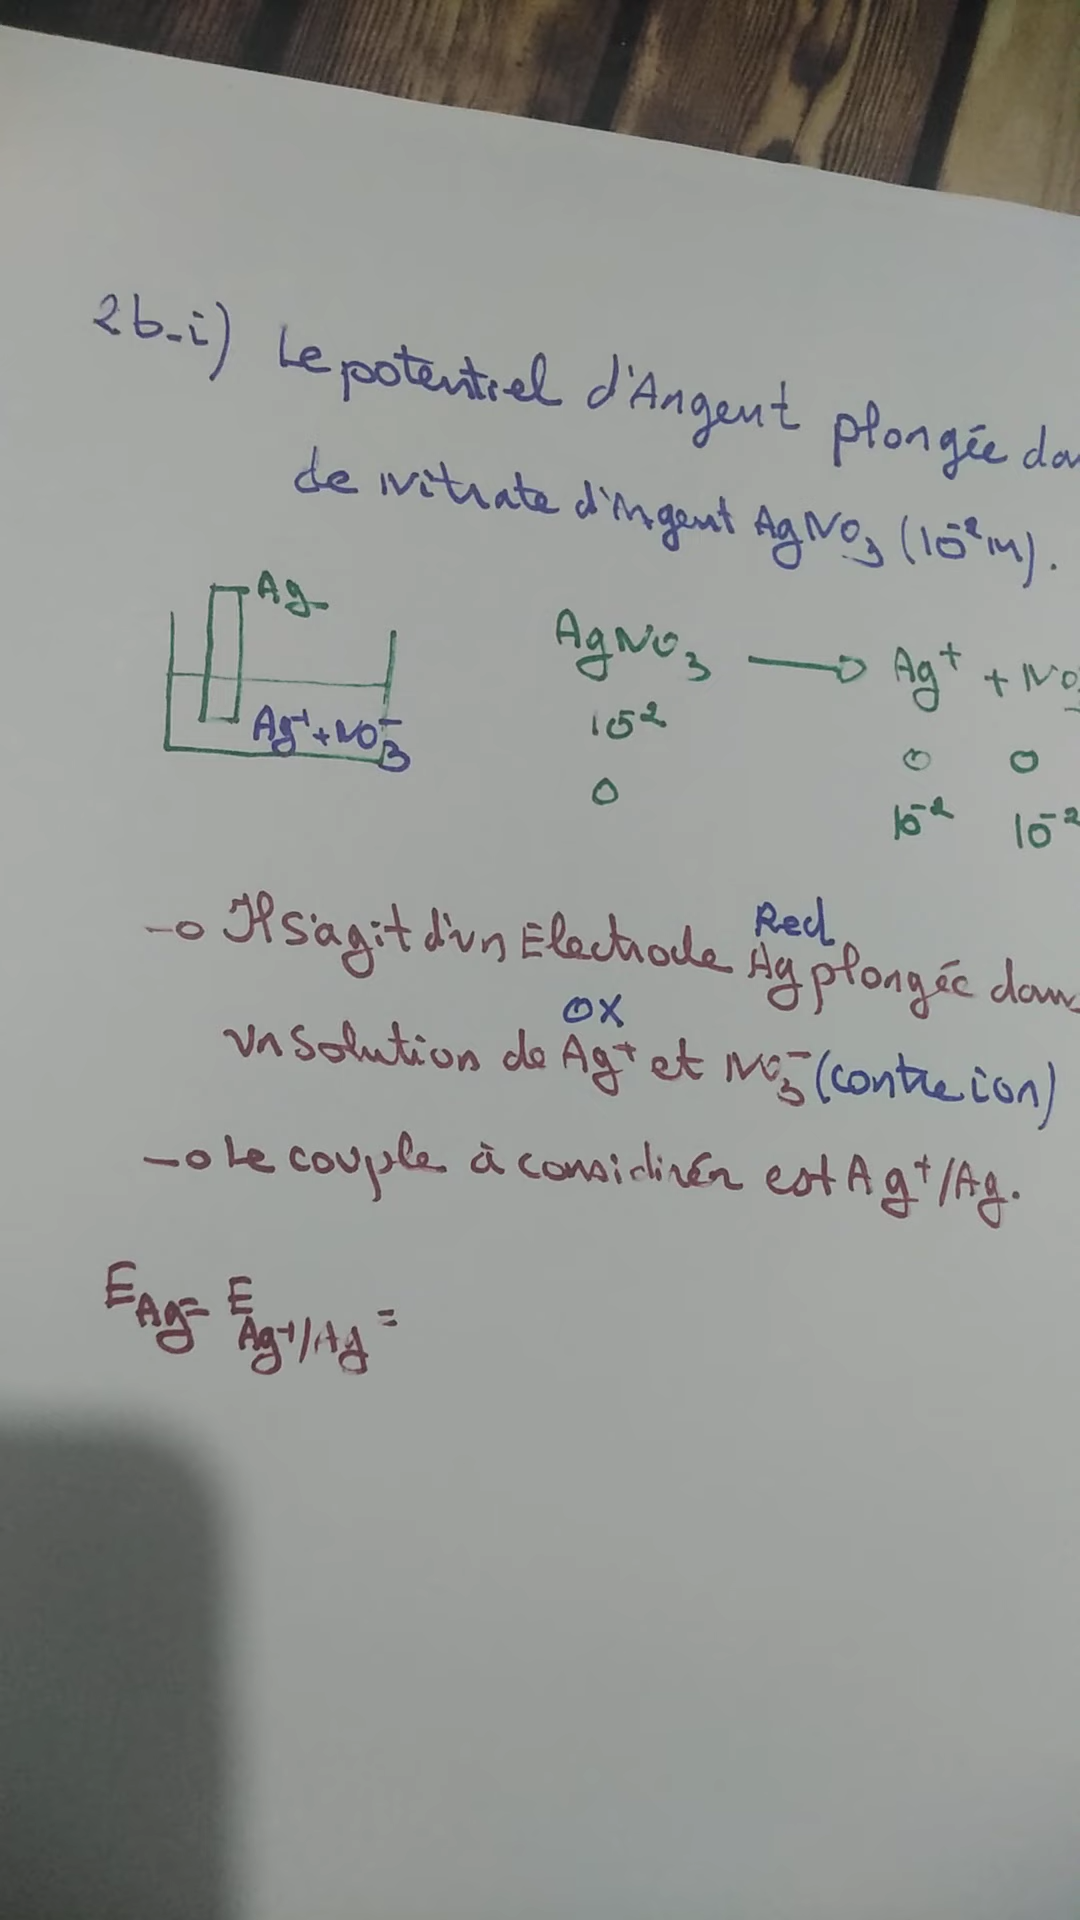 2b-i) Le potentiel d'Argent plongée da
de Nitrate d'Argent AgNO3 (10-2M).
Ag
Ag+ + NO3-
AgNO3 → Ag+ + NO
10-2
0 0
0
10-2 10-2
Red
→ Il s'agit d'un Electrode Ag plongée dans
ox
un solution de Ag+ et NO3- (contre ion)
→ Le couple à considirér est Ag+/Ag.
EAg = EAg+/Ag =